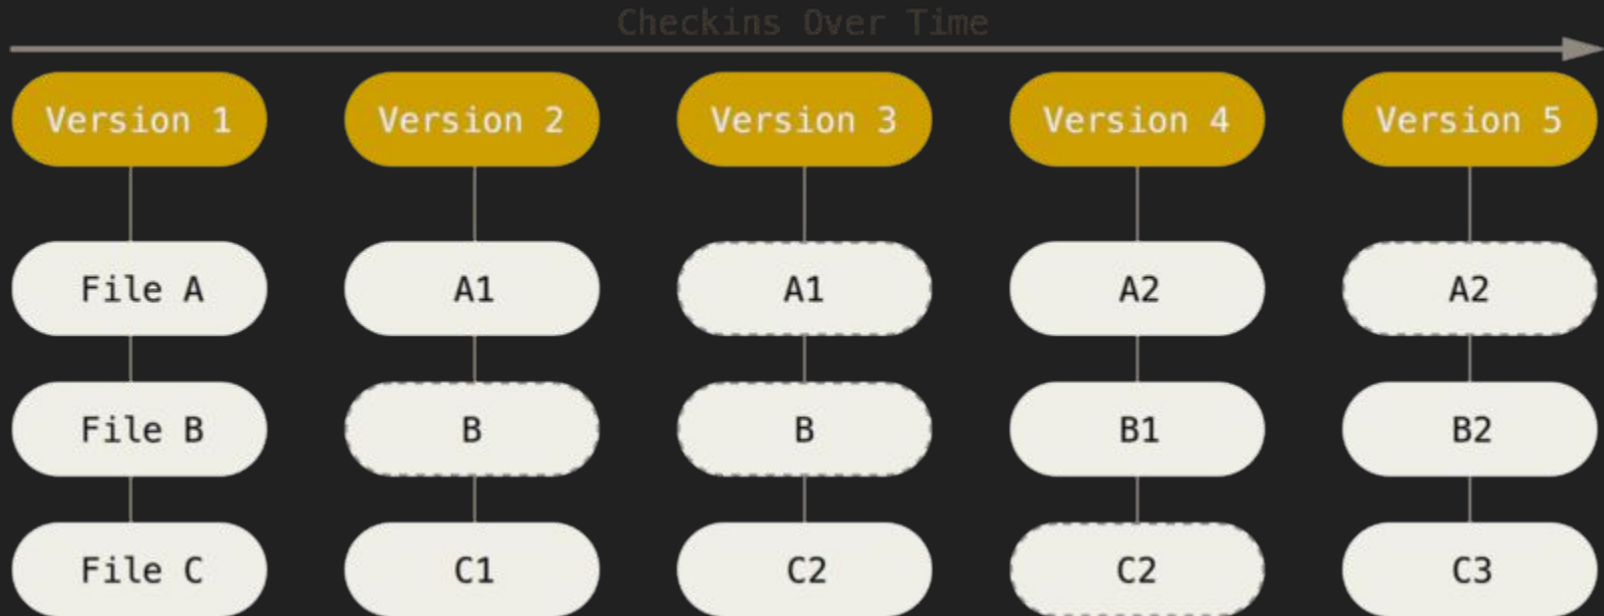 Checkins Over Time
Version 1 Version 2 Version 3 Version 4 Version 5
File A A1 A1 A2 A2
File B B B B1 B2
File C C1 C2 C2 C3